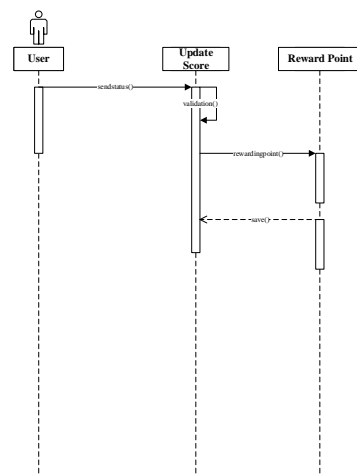 User
Update
Score
Reward Point
sendstatus()
validation()
rewardingpoint()
save()